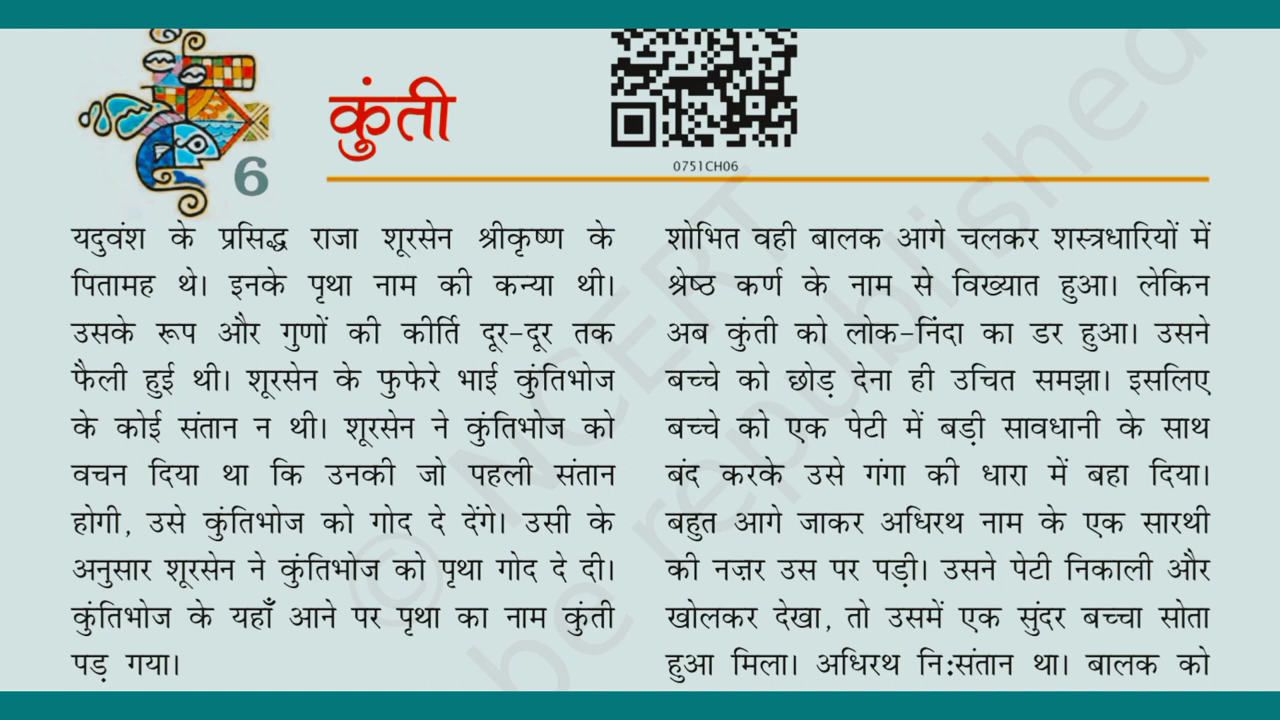 6
कुंती
0751CH06
यदुवंश के प्रसिद्ध राजा शूरसेन श्रीकृष्ण के
पितामह थे। इनके पृथा नाम की कन्या थी।
उसके रूप और गुणों की कीर्ति दूर-दूर तक
फैली हुई थी। शूरसेन के फुफेरे भाई कुंतिभोज
के कोई संतान न थी। शूरसेन ने कुंतिभोज को
वचन दिया था कि उनकी जो पहली संतान
होगी, उसे कुंतिभोज को गोद दे देंगे। उसी के
अनुसार शूरसेन ने कुंतिभोज को पृथा गोद दे दी।
कुंतिभोज के यहाँ आने पर पृथा का नाम कुंती
पड़ गया।
शोभित वही बालक आगे चलकर शस्त्रधारियों में
श्रेष्ठ कर्ण के नाम से विख्यात हुआ। लेकिन
अब कुंती को लोक-निंदा का डर हुआ। उसने
बच्चे को छोड़ देना ही उचित समझा। इसलिए
बच्चे को एक पेटी में बड़ी सावधानी के साथ
बंद करके उसे गंगा की धारा में बहा दिया।
बहुत आगे जाकर अधिरथ नाम के एक सारथी
की नज़र उस पर पड़ी। उसने पेटी निकाली और
खोलकर देखा, तो उसमें एक सुंदर बच्चा सोता
हुआ मिला। अधिरथ नि:संतान था। बालक को
© NCERT
be republished